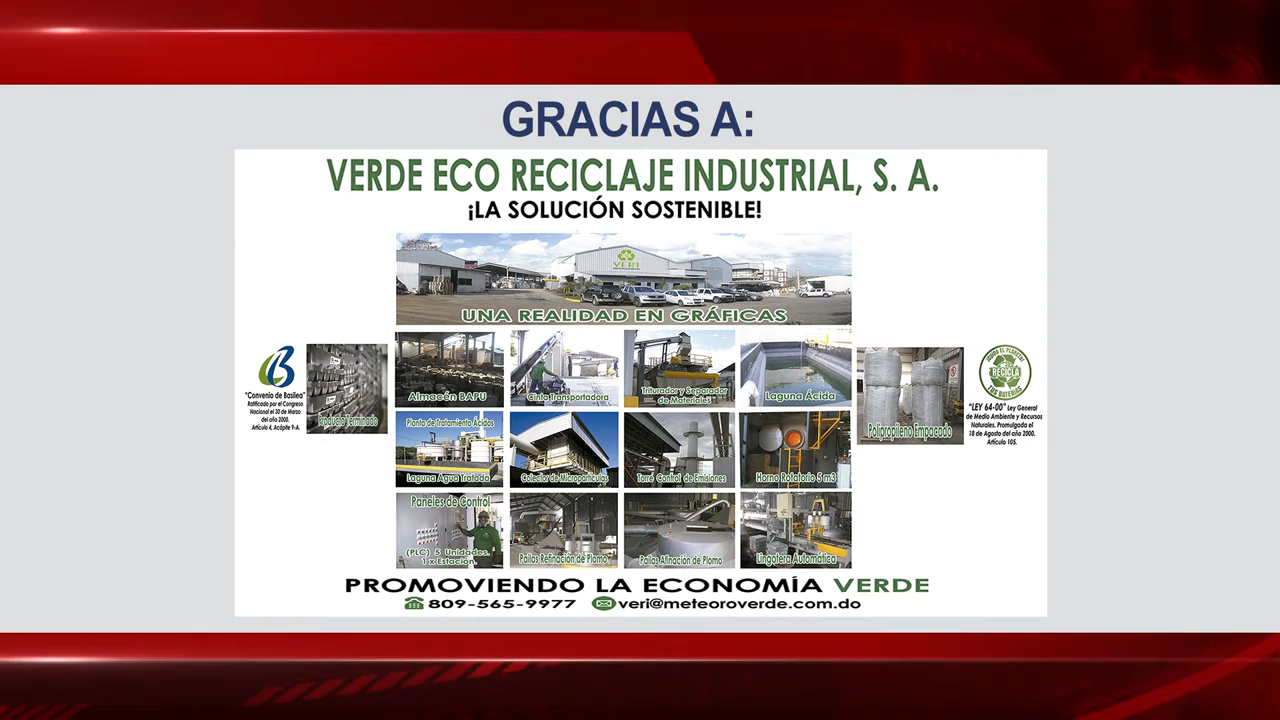 GRACIAS A:
VERDE ECO RECICLAJE INDUSTRIAL, S. A.
¡LA SOLUCIÓN SOSTENIBLE!
VERI
UNA REALIDAD EN GRÁFICAS
"Convenio de Basilea"
Ratificado por el Congreso
Nacional el 30 de Marzo
del año 2000.
Artículo 4, Acápite 9-A.
Producto Terminado
Almacén BAPU
Cinta Transportadora
Triturador y Separador
de Materiales
Laguna Ácida
Polipropileno Empacado
RECICLA
"LEY 64-00" Ley General
de Medio Ambiente y Recursos
Naturales. Promulgada el
18 de Agosto del año 2000.
Artículo 105.
Planta de Tratamiento Ácidos
Laguna Agua Tratada
Colector de Micropartículas
Torre Control de Emisiones
Horno Rotatorio 5 m3
Paneles de Control
(PLC) 5 Unidades.
1 x Estación.
Pailas Refinación de Plomo
Pailas Afinación de Plomo
Lingotera Automática
PROMOVIENDO LA ECONOMÍA VERDE
809-565-9977 veri@meteoroverde.com.do